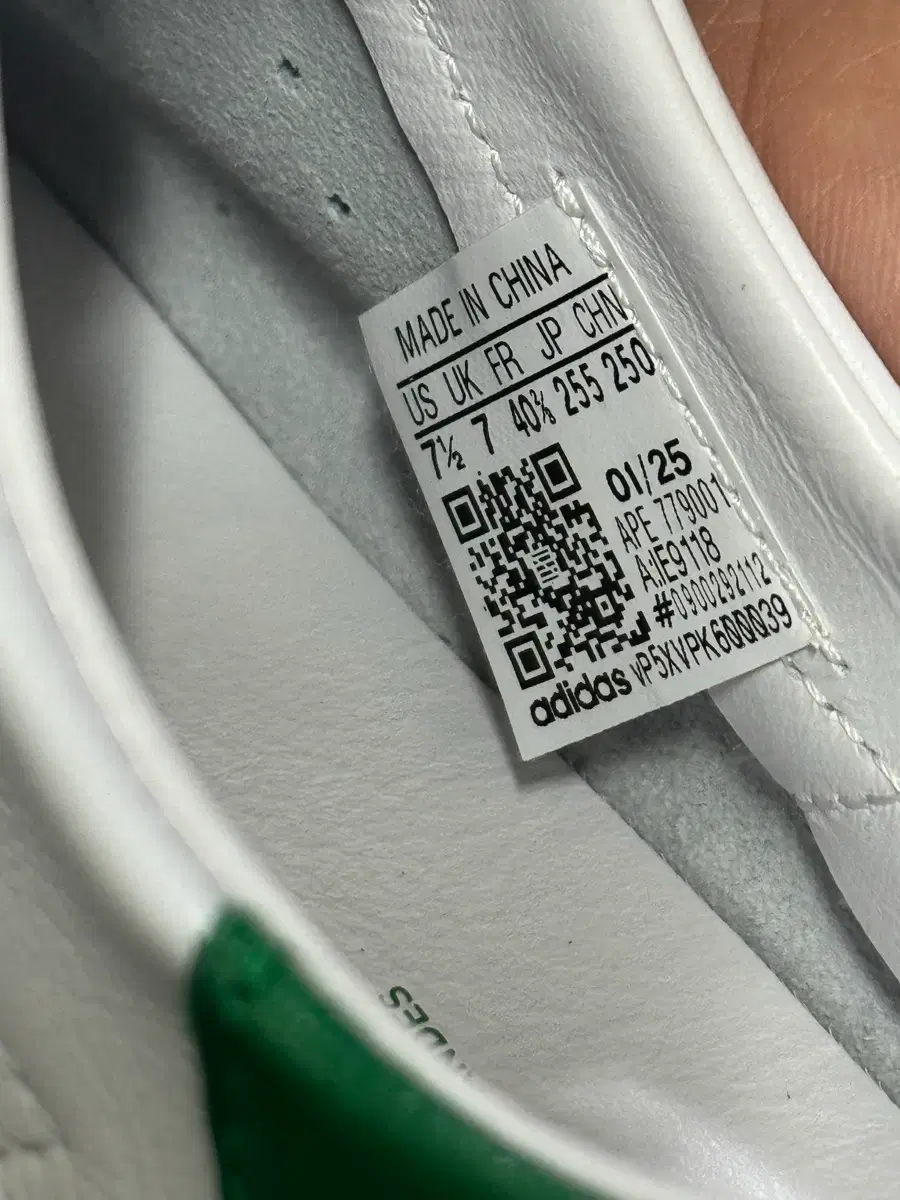 MADE IN CHINA
US UK FR JP CHN
7½ 7 40⅔ 255 250
01/25
APE 779001
A:IE9118
#0900292112
adidas vP5XVPK600039